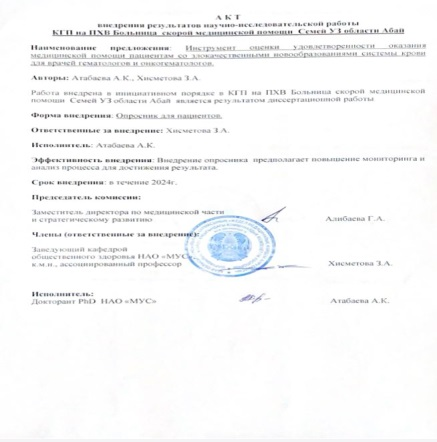 А К Т
внедрения результатов научно-исследовательской работы
КГП на ПХВ Больница скорой медицинской помощи Семей УЗ области Абай
Наименование предложения: Инструмент оценки удовлетворенности оказания
медицинской помощи пациентам со злокачественными новообразованиями системы крови
для врачей гематологов и онкогематологов.
Авторы: Атабаева А.К., Хисметова З.А.
Работа внедрена в инициативном порядке в КГП на ПХВ Больница скорой медицинской
помощи Семей УЗ области Абай является результатом диссертационной работы
Форма внедрения: Опросник для пациентов.
Ответственные за внедрение: Хисметова З.А.
Исполнитель: Атабаева А.К.
Эффективность внедрения: Внедрение опросника предполагает повышение мониторинга и
анализ процесса для достижения результата.
Срок внедрения: в течение 2024г.
Председатель комиссии:
Заместитель директора по медицинской части
и стратегическому развитию Алибаева Г.А.
Члены (ответственные за внедрение):
Заведующий кафедрой
общественного здоровья НАО «МУС»,
к.м.н., ассоциированный профессор Хисметова З.А.
Исполнитель:
Докторант PhD НАО «МУС» Атабаева А.К.